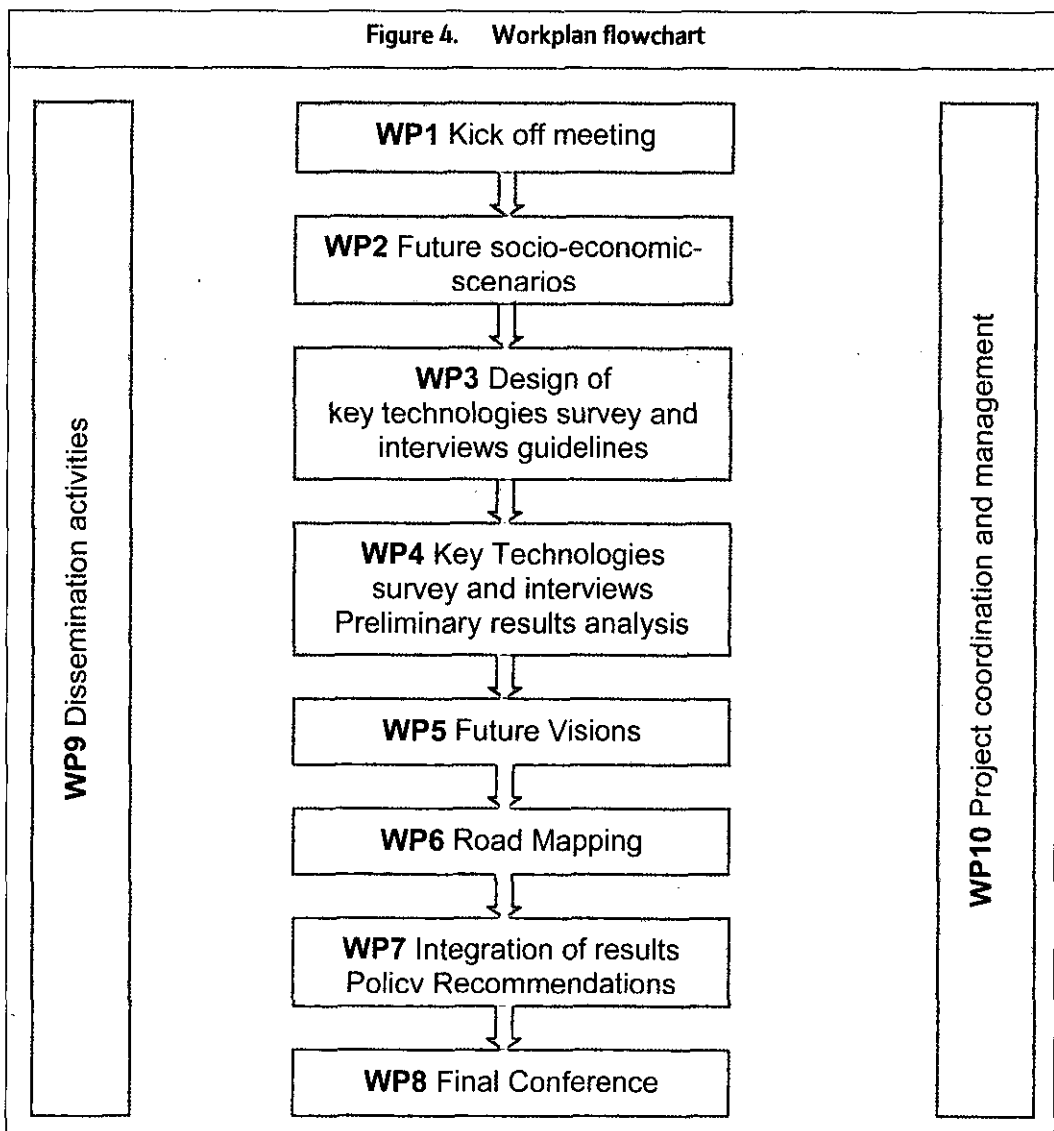 Figure 4. Workplan flowchart
WP1 Kick off meeting
WP2 Future socio-economic-
scenarios
WP3 Design of
key technologies survey and
interviews guidelines
WP4 Key Technologies
survey and interviews
Preliminary results analysis
WP5 Future Visions
WP6 Road Mapping
WP7 Integration of results
Policy Recommendations
WP8 Final Conference
WP9 Dissemination activities
WP10 Project coordination and management